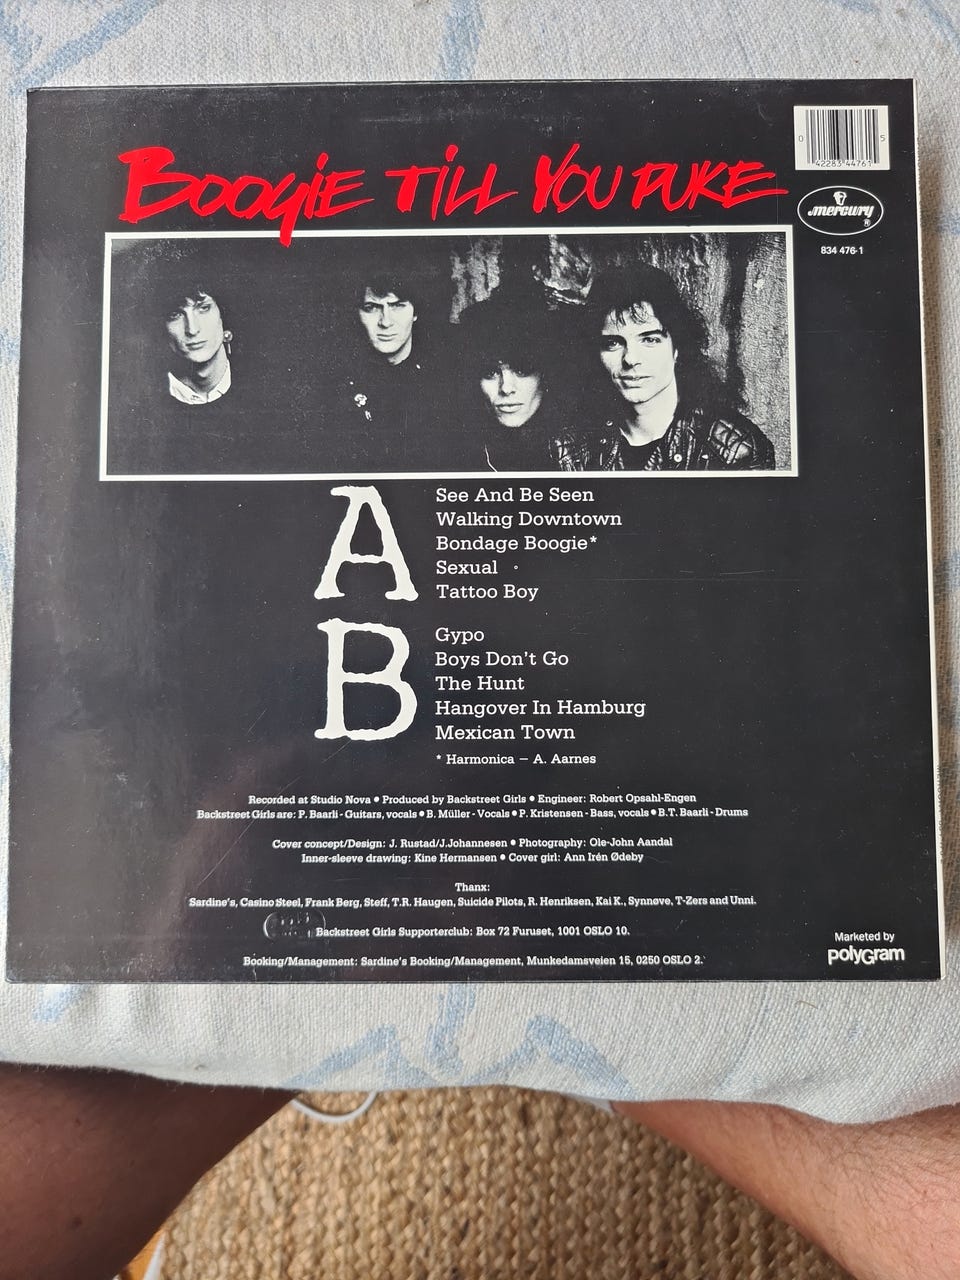 BOOGIE TILL YOU PUKE
0 42283 44761 5
mercury ®
834 476-1
A
See And Be Seen
Walking Downtown
Bondage Boogie*
Sexual
Tattoo Boy
B
Gypo
Boys Don't Go
The Hunt
Hangover In Hamburg
Mexican Town
* Harmonica – A. Aarnes
Recorded at Studio Nova ● Produced by Backstreet Girls ● Engineer: Robert Opsahl-Engen
Backstreet Girls are: P. Baarli - Guitars, vocals ● B. Müller - Vocals ● P. Kristensen - Bass, vocals ● B.T. Baarli - Drums
Cover concept/Design: J. Rustad/J.Johannesen ● Photography: Ole-John Aandal
Inner-sleeve drawing: Kine Hermansen ● Cover girl: Ann Irén Ødeby
Thanx:
Sardine's, Casino Steel, Frank Berg, Steff, T.R. Haugen, Suicide Pilots, R. Henriksen, Kai K., Synnøve, T-Zers and Unni.
Backstreet Girls Supporterclub: Box 72 Furuset, 1001 OSLO 10.
Booking/Management: Sardine's Booking/Management, Munkedamsveien 15, 0250 OSLO 2.
Marketed by
polyGram